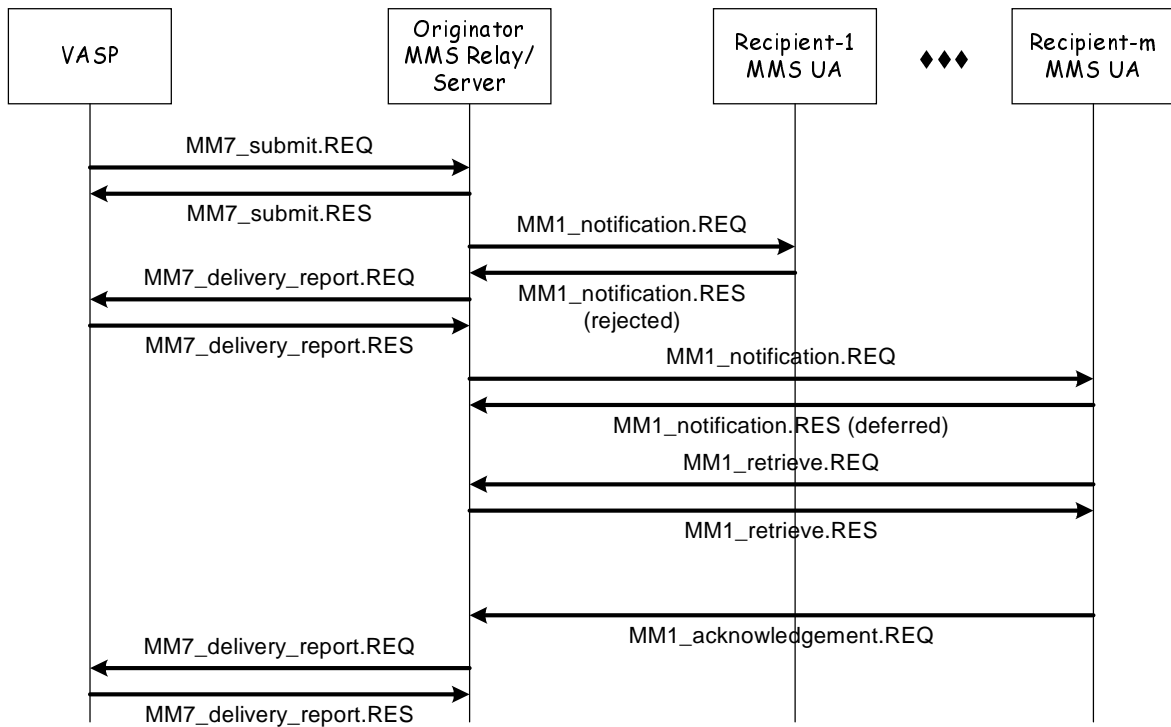 VASP
Originator
MMS Relay/
Server
Recipient-1
MMS UA
Recipient-m
MMS UA
MM7_submit.REQ
MM7_submit.RES
MM1_notification.REQ
MM7_delivery_report.REQ
MM1_notification.RES
(rejected)
MM7_delivery_report.RES
MM1_notification.REQ
MM1_notification.RES (deferred)
MM1_retrieve.REQ
MM1_retrieve.RES
MM1_acknowledgement.REQ
MM7_delivery_report.REQ
MM7_delivery_report.RES